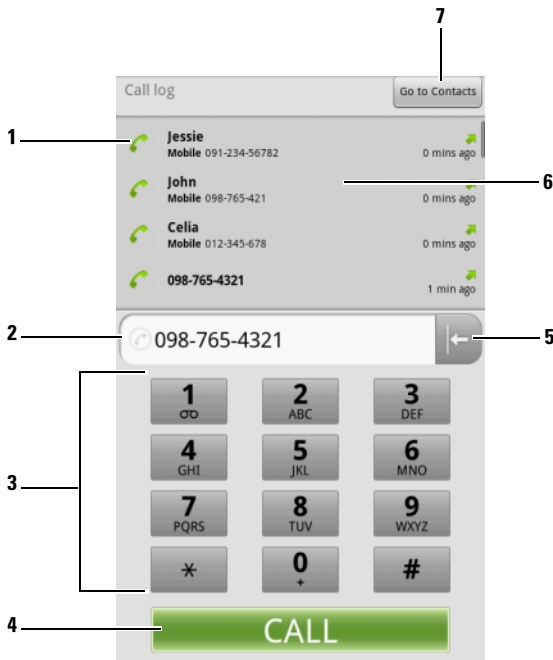 7
Call log
Go to Contacts
1
Jessie
Mobile 091-234-56782
0 mins ago
6
John
Mobile 098-765-421
0 mins ago
Celia
Mobile 012-345-678
0 mins ago
098-765-4321
1 min ago
2
098-765-4321
5
1
2
ABC
3
DEF
3
4
GHI
5
JKL
6
MNO
7
PQRS
8
TUV
9
WXYZ
*
0
+
#
4
CALL